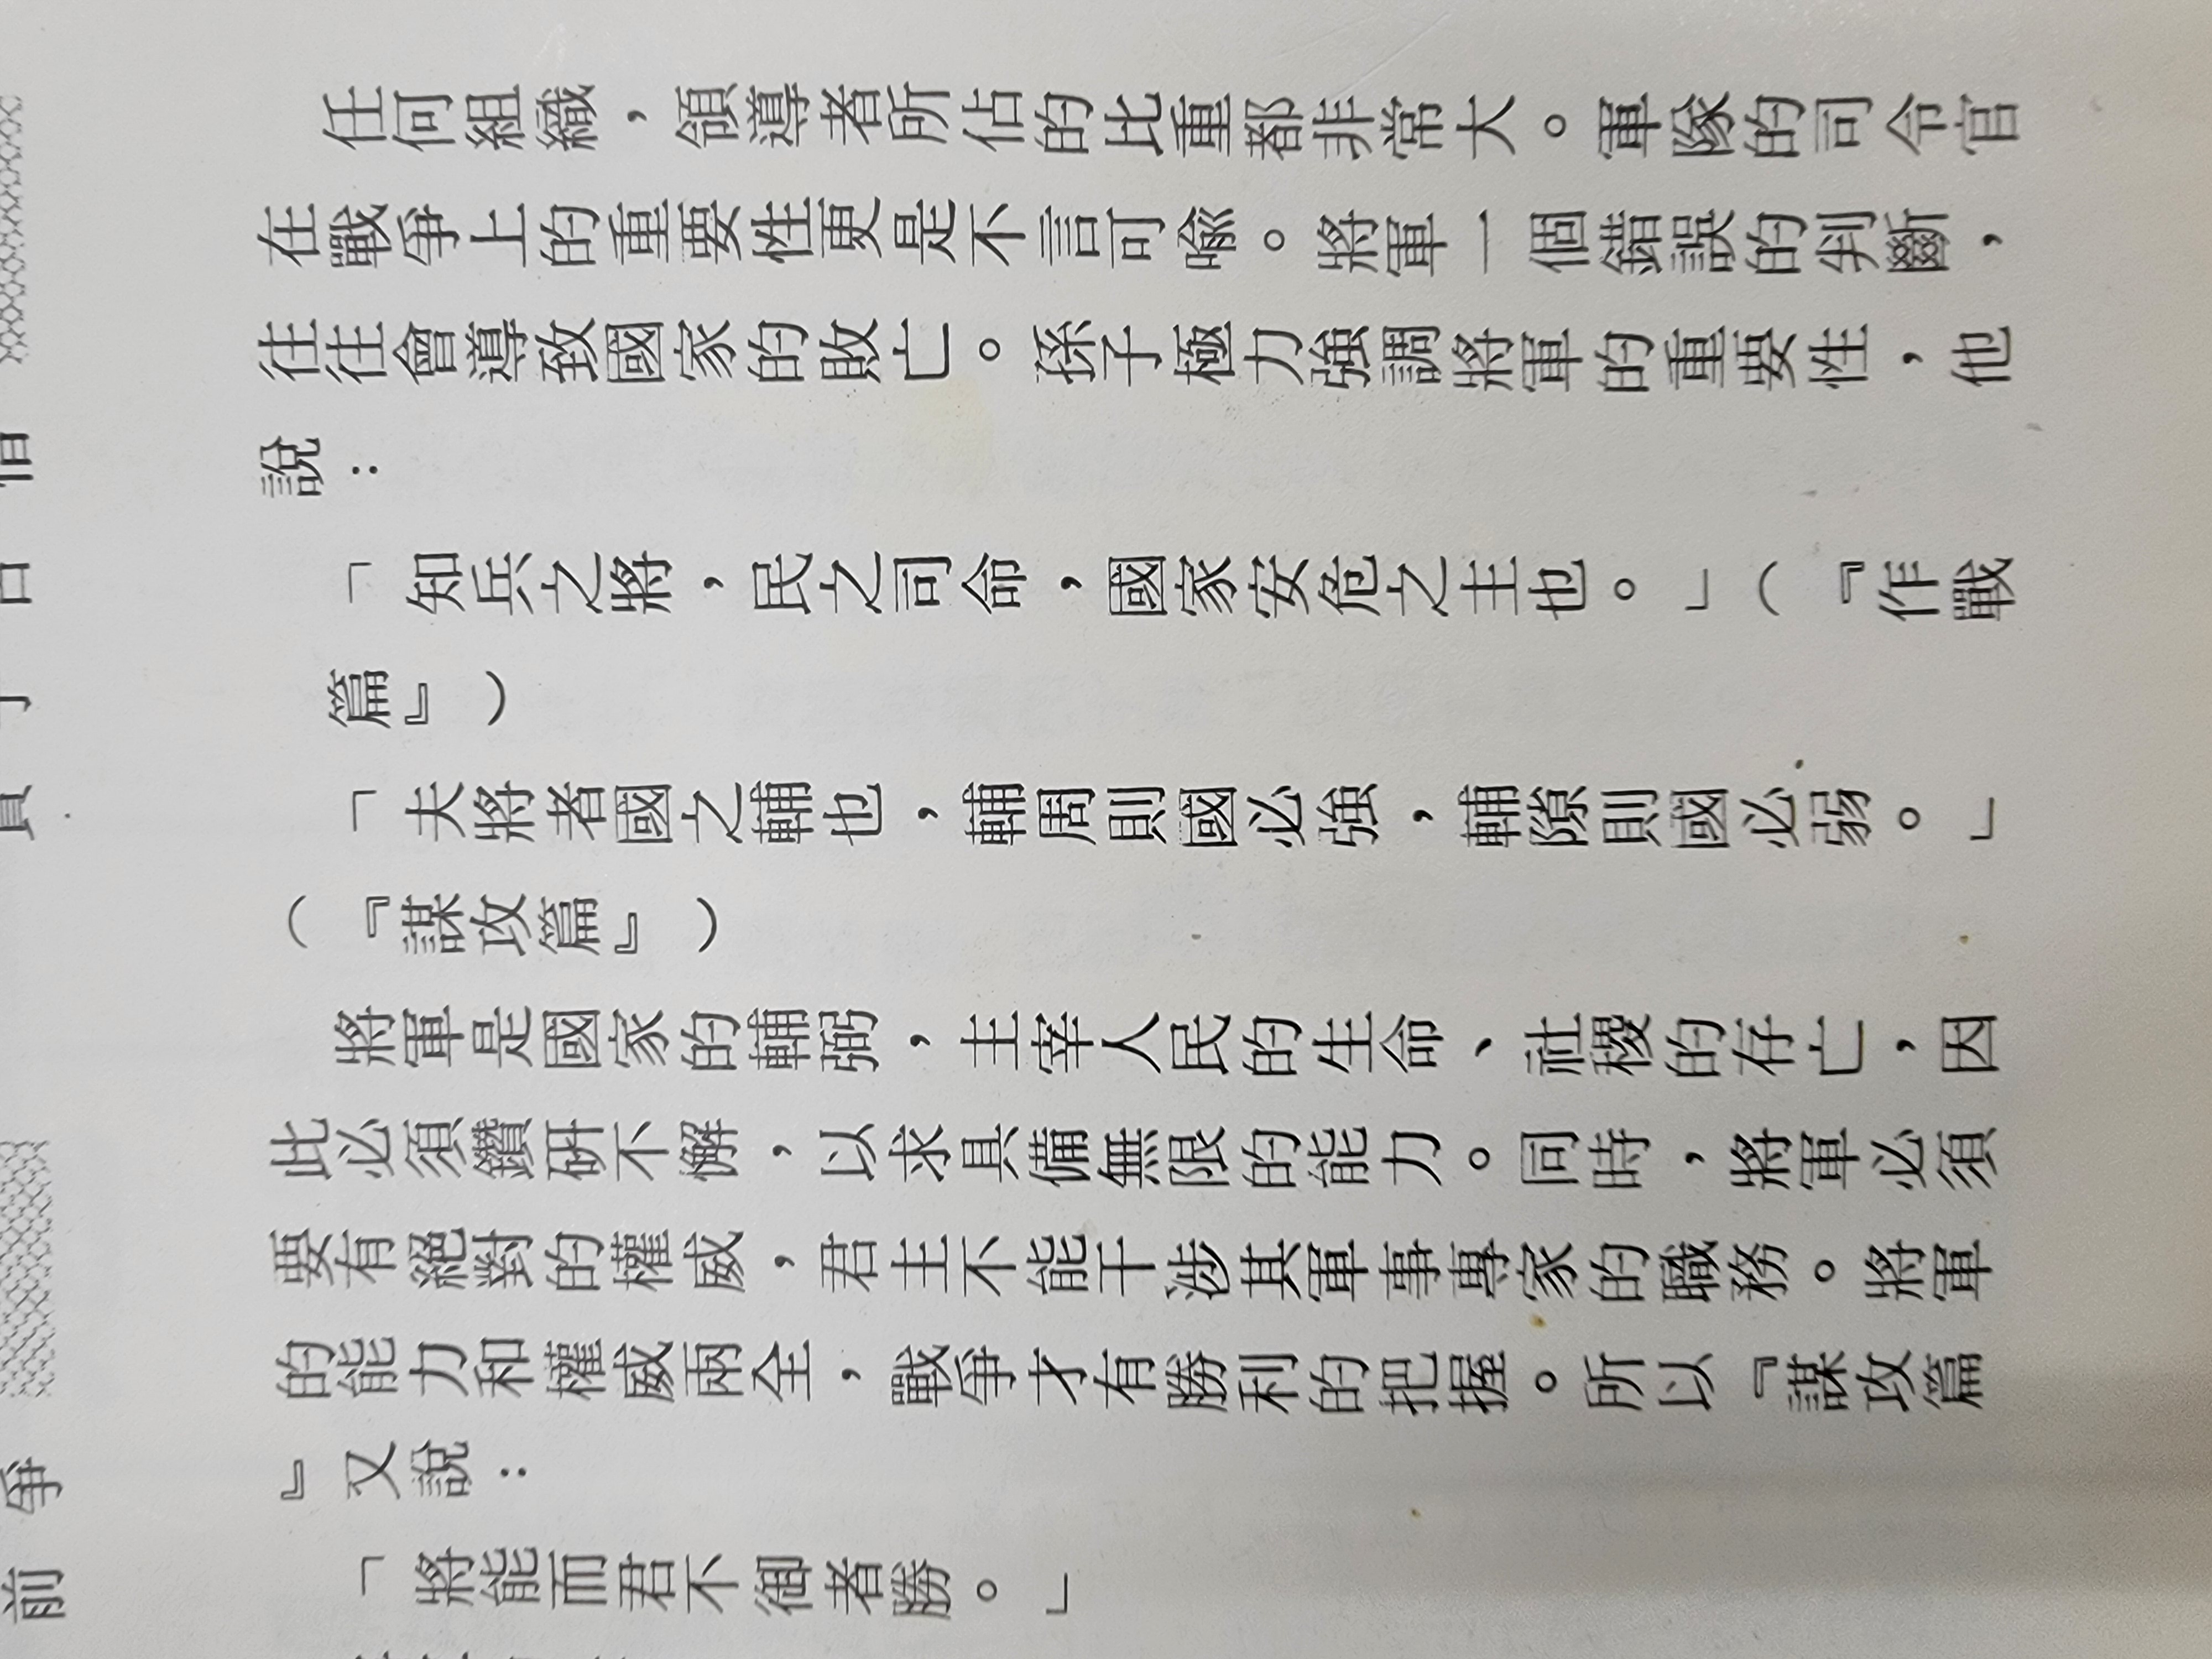 任何組織，領導者所佔的比重都非常大。軍隊的司令官
在戰爭上的重要性更是不言可喻。將軍一個錯誤的判斷，
往往會導致國家的敗亡。孫子極力強調將軍的重要性，他
說：
「知兵之將，民之司命，國家安危之主也。」（『作戰
篇』）
「夫將者國之輔也，輔周則國必強，輔隙則國必弱。」
（『謀攻篇』）
將軍是國家的輔弼，主宰人民的生命、社稷的存亡，因
此必須鑽研不懈，以求具備無限的能力。同時，將軍必須
要有絕對的權威，君主不能干涉其軍事專家的職務。將軍
的能力和權威兩全，戰爭才有勝利的把握。所以『謀攻篇
』又說：
「將能而君不御者勝。」
爭
前